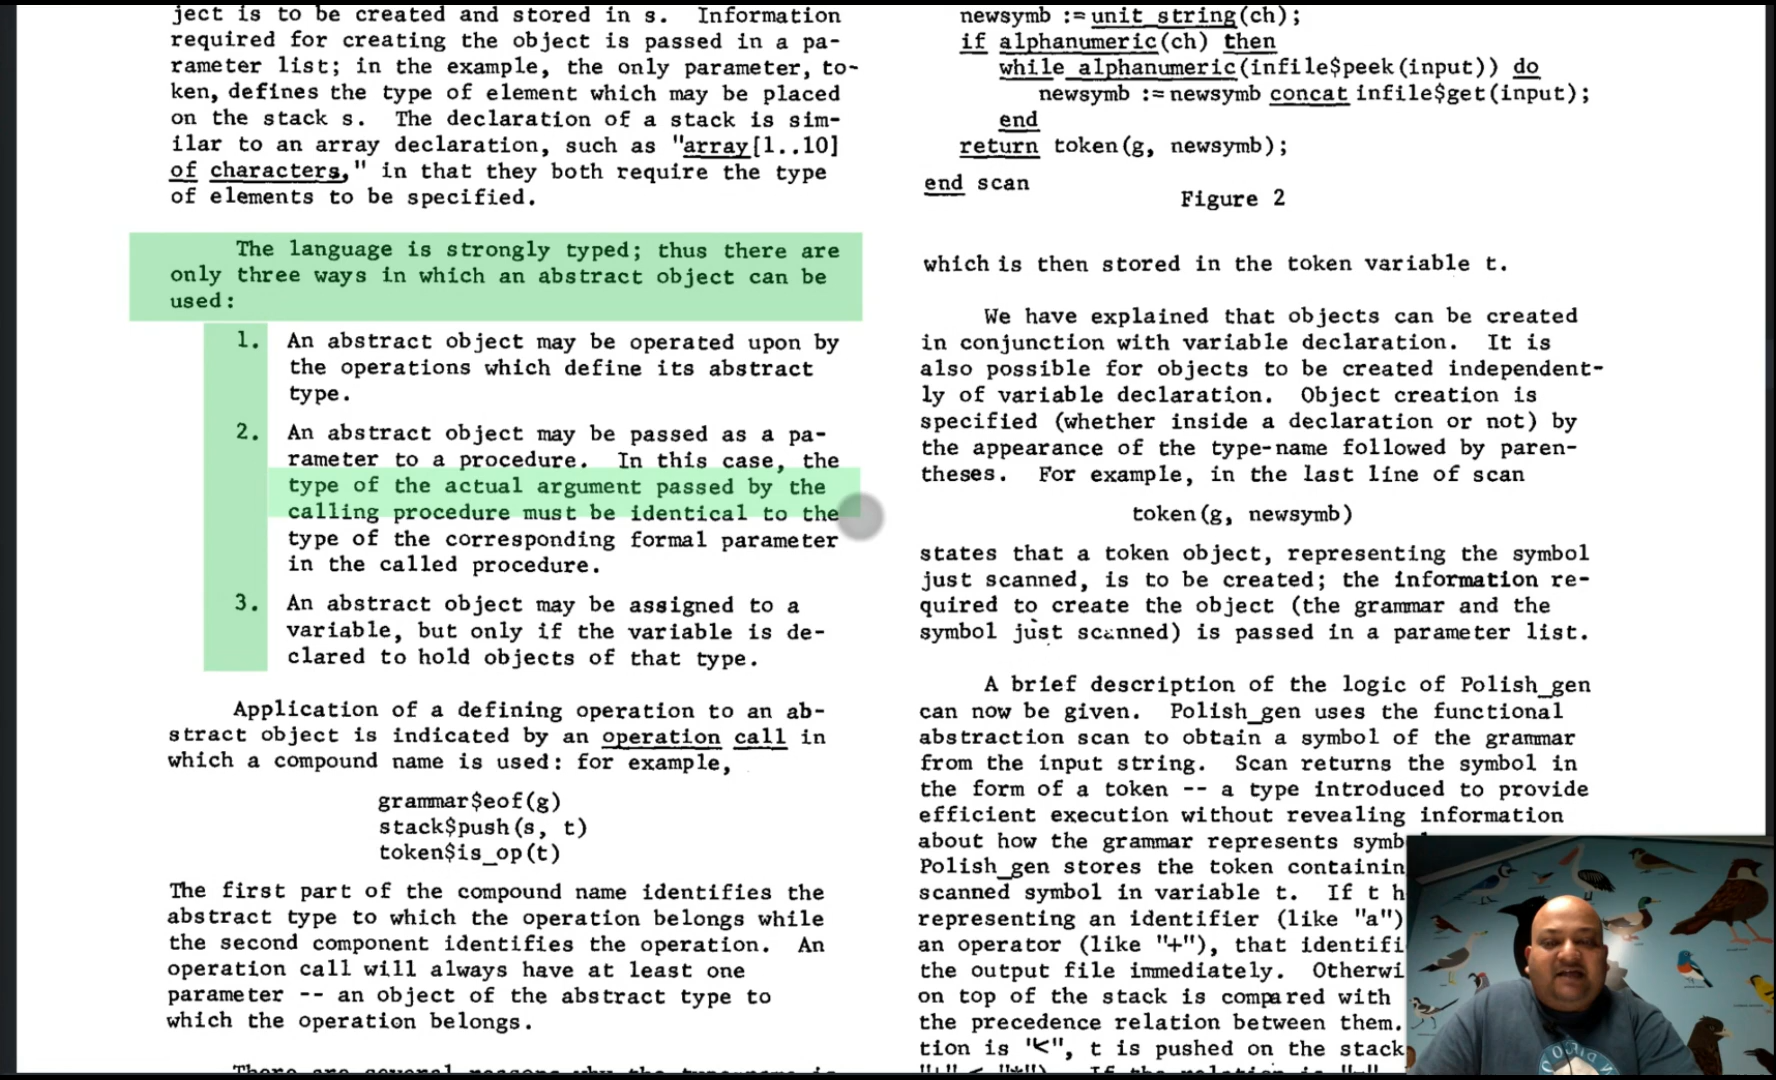 ject is to be created and stored in s. Information
required for creating the object is passed in a pa-
rameter list; in the example, the only parameter, to-
ken, defines the type of element which may be placed
on the stack s. The declaration of a stack is sim-
ilar to an array declaration, such as "array[1..10]
of characters," in that they both require the type
of elements to be specified.
The language is strongly typed; thus there are
only three ways in which an abstract object can be
used:
1. An abstract object may be operated upon by
the operations which define its abstract
type.
2. An abstract object may be passed as a pa-
rameter to a procedure. In this case, the
type of the actual argument passed by the
calling procedure must be identical to the
type of the corresponding formal parameter
in the called procedure.
3. An abstract object may be assigned to a
variable, but only if the variable is de-
clared to hold objects of that type.
Application of a defining operation to an ab-
stract object is indicated by an operation call in
which a compound name is used: for example,
grammar$eof(g)
stack$push(s, t)
token$is_op(t)
The first part of the compound name identifies the
abstract type to which the operation belongs while
the second component identifies the operation. An
operation call will always have at least one
parameter -- an object of the abstract type to
which the operation belongs.
newsymb := unit_string(ch);
if alphanumeric(ch) then
while alphanumeric(infile$peek(input)) do
newsymb := newsymb concat infile$get(input);
end
return token(g, newsymb);
end scan
Figure 2
which is then stored in the token variable t.
We have explained that objects can be created
in conjunction with variable declaration. It is
also possible for objects to be created independent-
ly of variable declaration. Object creation is
specified (whether inside a declaration or not) by
the appearance of the type-name followed by paren-
theses. For example, in the last line of scan
token(g, newsymb)
states that a token object, representing the symbol
just scanned, is to be created; the information re-
quired to create the object (the grammar and the
symbol just scanned) is passed in a parameter list.
A brief description of the logic of Polish_gen
can now be given. Polish_gen uses the functional
abstraction scan to obtain a symbol of the grammar
from the input string. Scan returns the symbol in
the form of a token -- a type introduced to provide
efficient execution without revealing information
about how the grammar represents symb
Polish_gen stores the token containin
scanned symbol in variable t. If t h
representing an identifier (like "a")
an operator (like "+"), that identifi
the output file immediately. Otherwi
on top of the stack is compared with
the precedence relation between them.
tion is "<", t is pushed on the stack